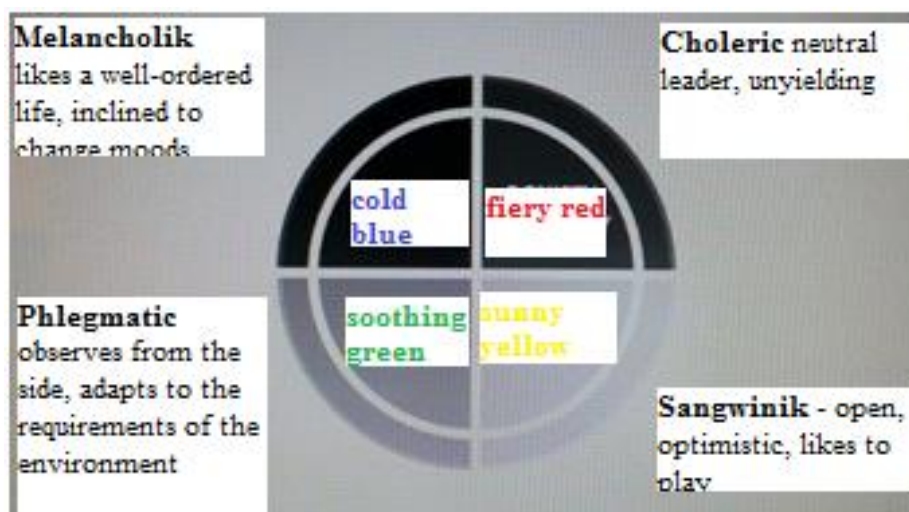 Melancholik
likes a well-ordered
life, inclined to
change moods
Choleric neutral
leader, unyielding
cold
blue
fiery red
soothing
green
sunny
yellow
Phlegmatic
observes from the
side, adapts to the
requirements of the
environment
Sangwinik - open,
optimistic, likes to
play